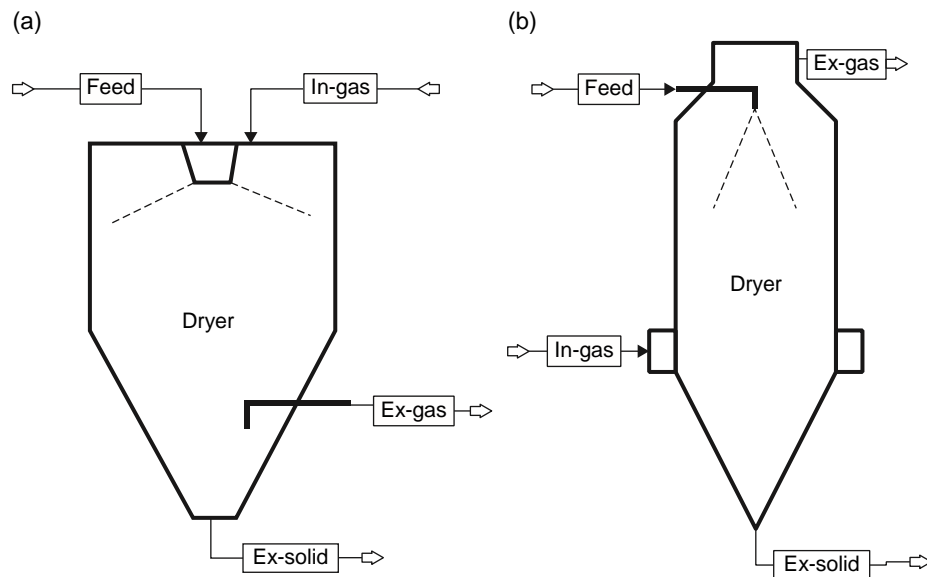 (a)
Feed
In-gas
Dryer
Ex-gas
Ex-solid
(b)
Ex-gas
Feed
Dryer
In-gas
Ex-solid